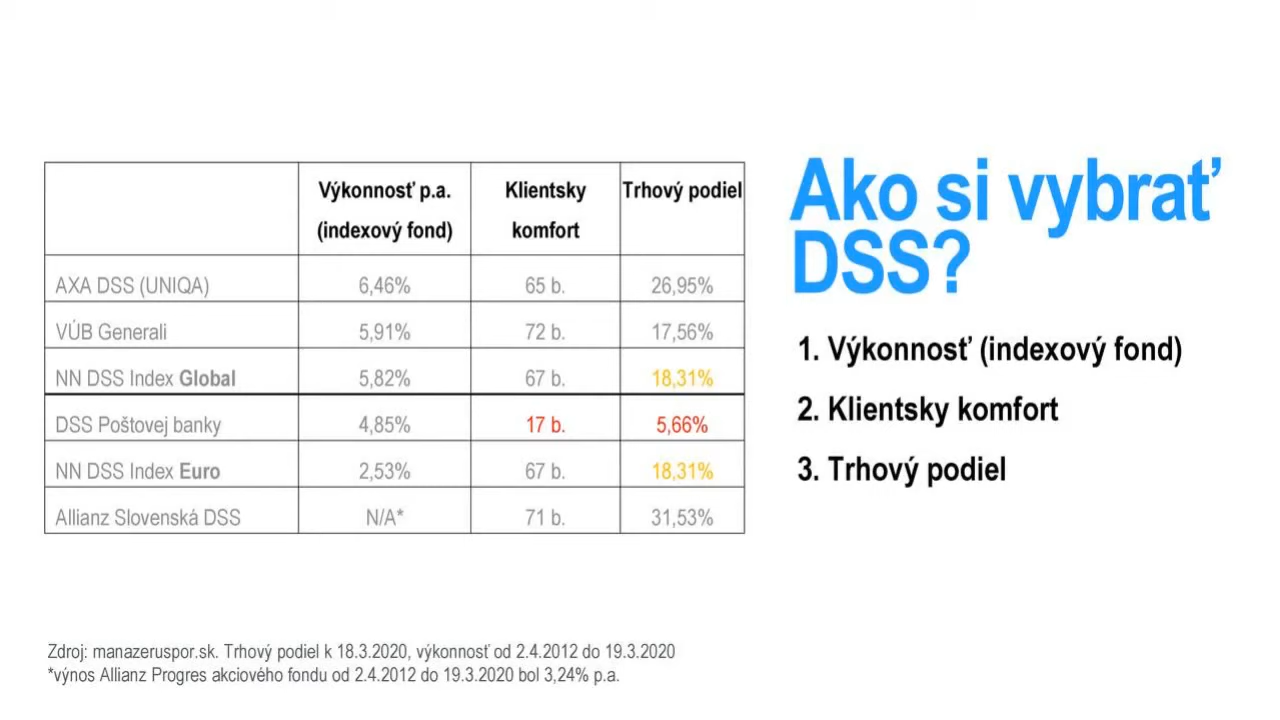 Výkonnosť p.a. (indexový fond) Klientsky komfort Trhový podiel
AXA DSS (UNIQA) 6,46% 65 b. 26,95%
VÚB Generali 5,91% 72 b. 17,56%
NN DSS Index Global 5,82% 67 b. 18,31%
DSS Poštovej banky 4,85% 17 b. 5,66%
NN DSS Index Euro 2,53% 67 b. 18,31%
Allianz Slovenská DSS N/A* 71 b. 31,53%
Ako si vybrať
DSS?
1. Výkonnosť (indexový fond)
2. Klientsky komfort
3. Trhový podiel
Zdroj: manazeruspor.sk. Trhový podiel k 18.3.2020, výkonnosť od 2.4.2012 do 19.3.2020
*výnos Allianz Progres akciového fondu od 2.4.2012 do 19.3.2020 bol 3,24% p.a.